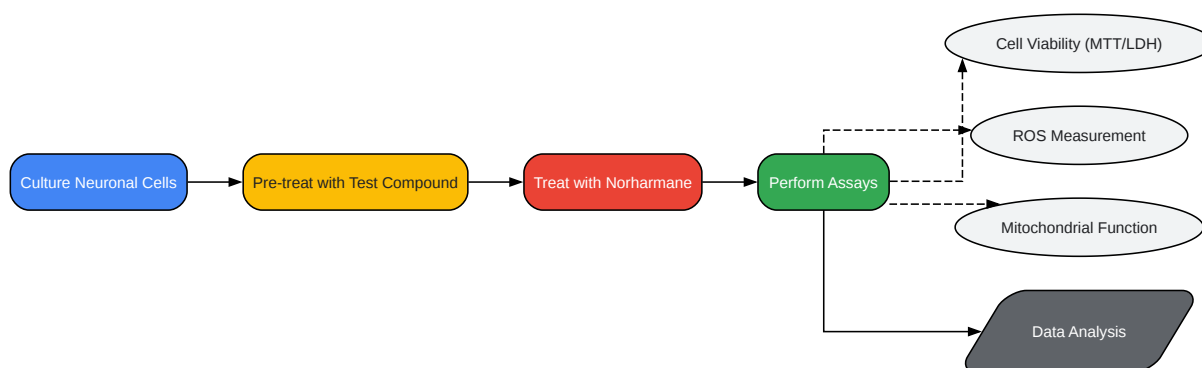 Culture Neuronal Cells
Pre-treat with Test Compound
Treat with Norharmane
Perform Assays
Cell Viability (MTT/LDH)
ROS Measurement
Mitochondrial Function
Data Analysis